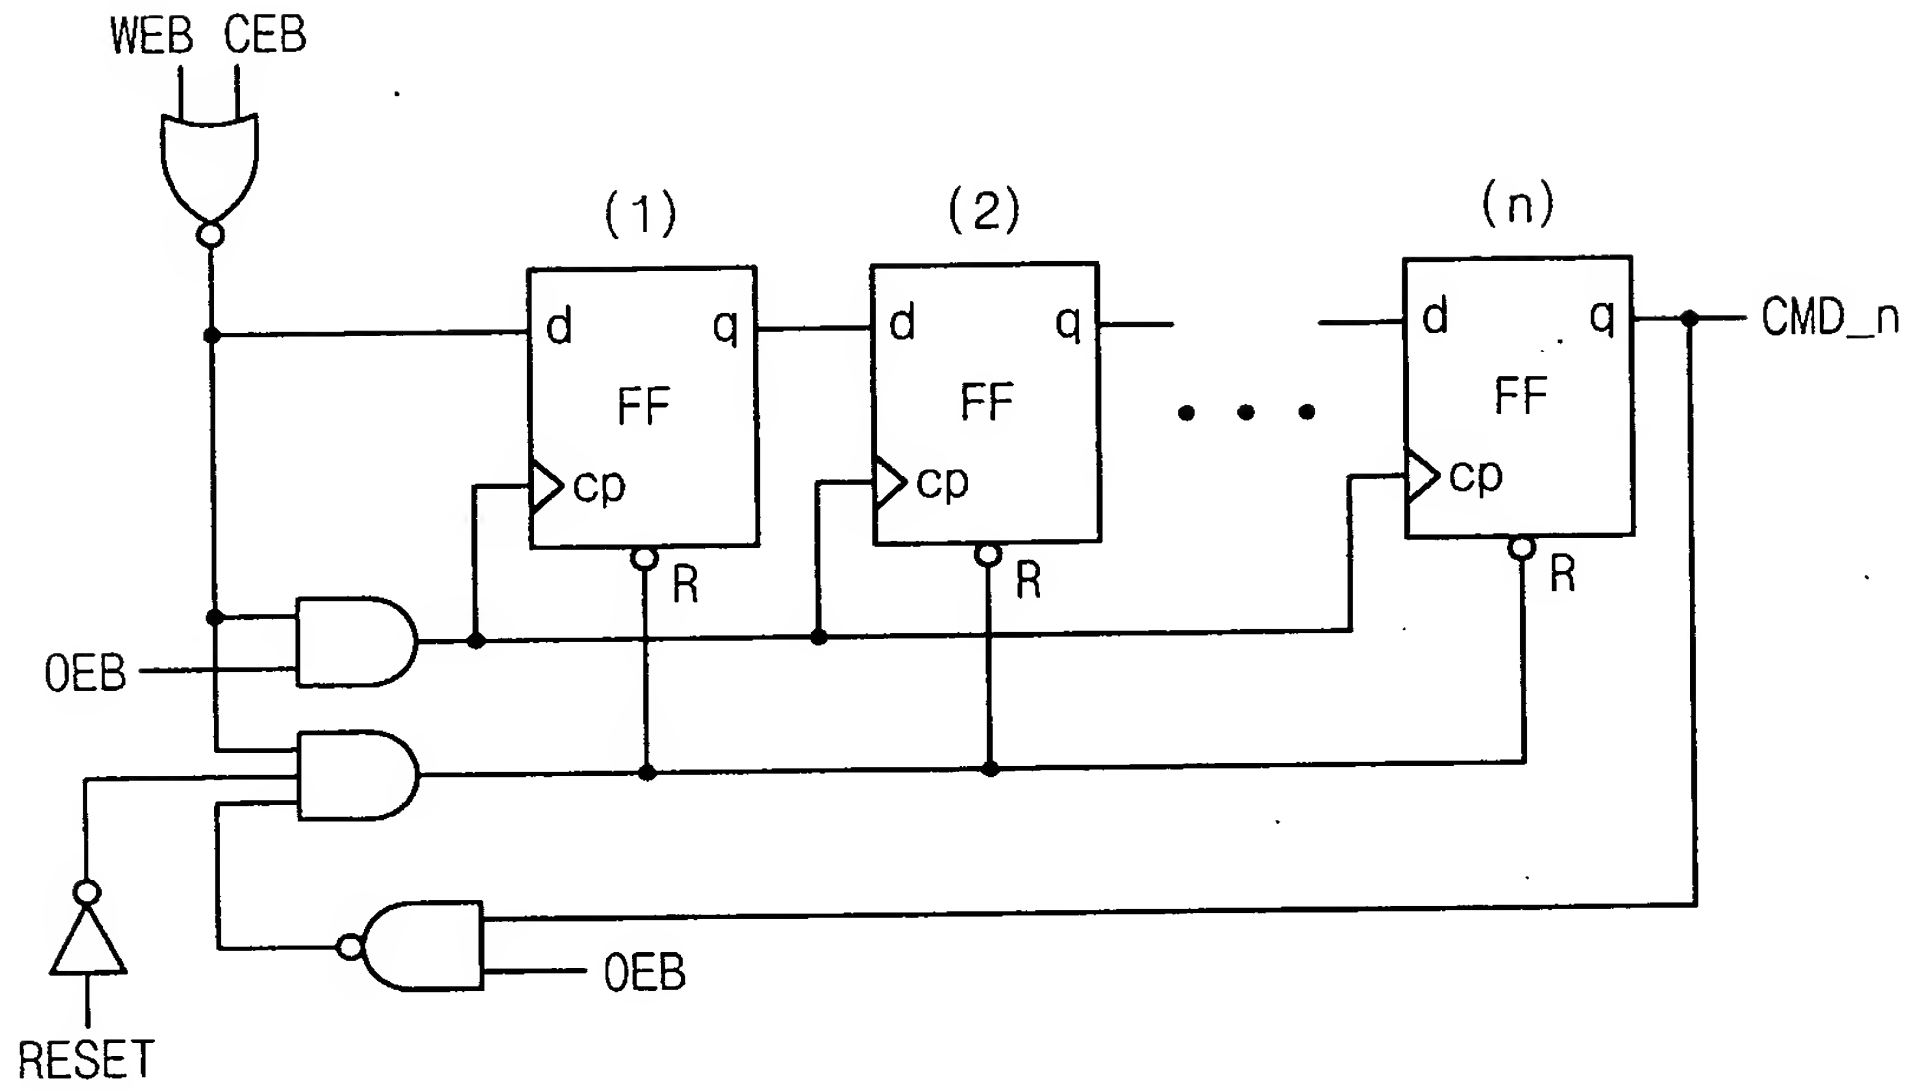 WEB CEB
(1) (2) (n)
d q d q d q CMD_n
FF FF FF
cp cp cp
R R R
OEB
OEB
RESET